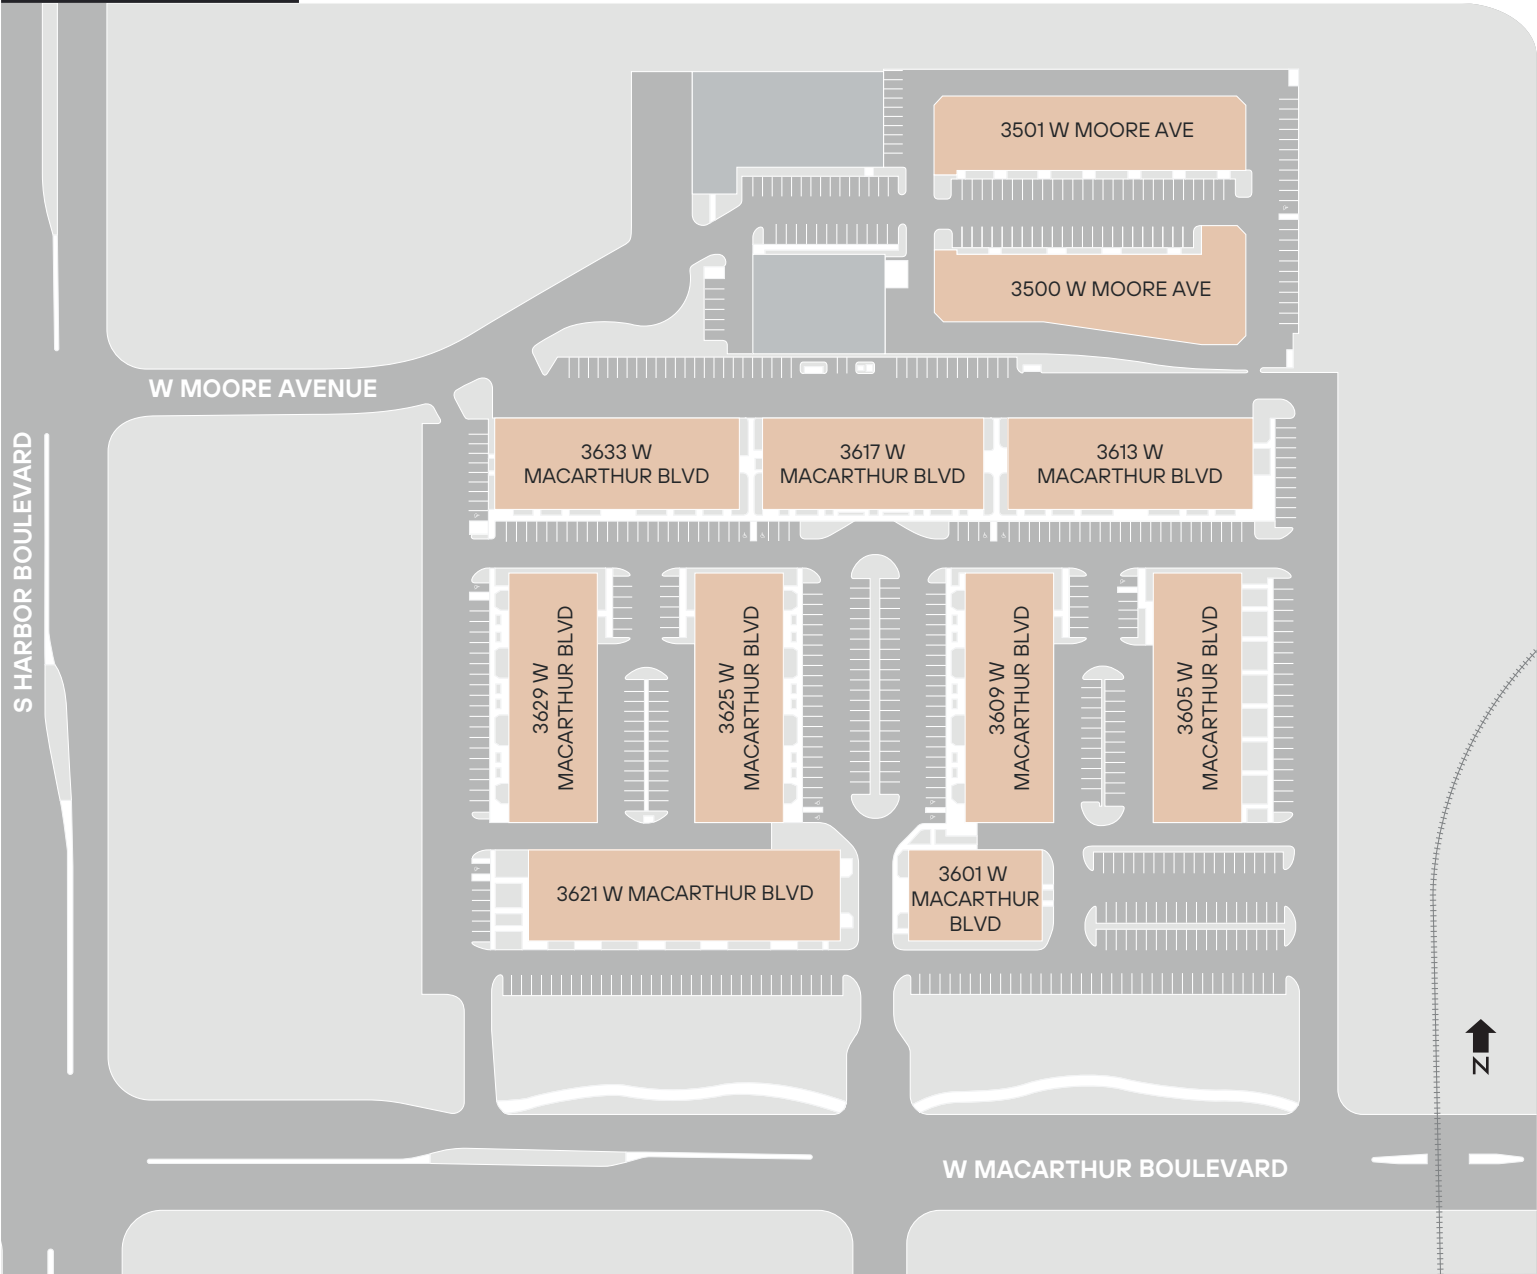 3501 W MOORE AVE
3500 W MOORE AVE
W MOORE AVENUE
S HARBOR BOULEVARD
3633 W
MACARTHUR BLVD
3617 W
MACARTHUR BLVD
3613 W
MACARTHUR BLVD
3629 W
MACARTHUR BLVD
3625 W
MACARTHUR BLVD
3609 W
MACARTHUR BLVD
3605 W
MACARTHUR BLVD
3621 W MACARTHUR BLVD
3601 W
MACARTHUR
BLVD
N
W MACARTHUR BOULEVARD